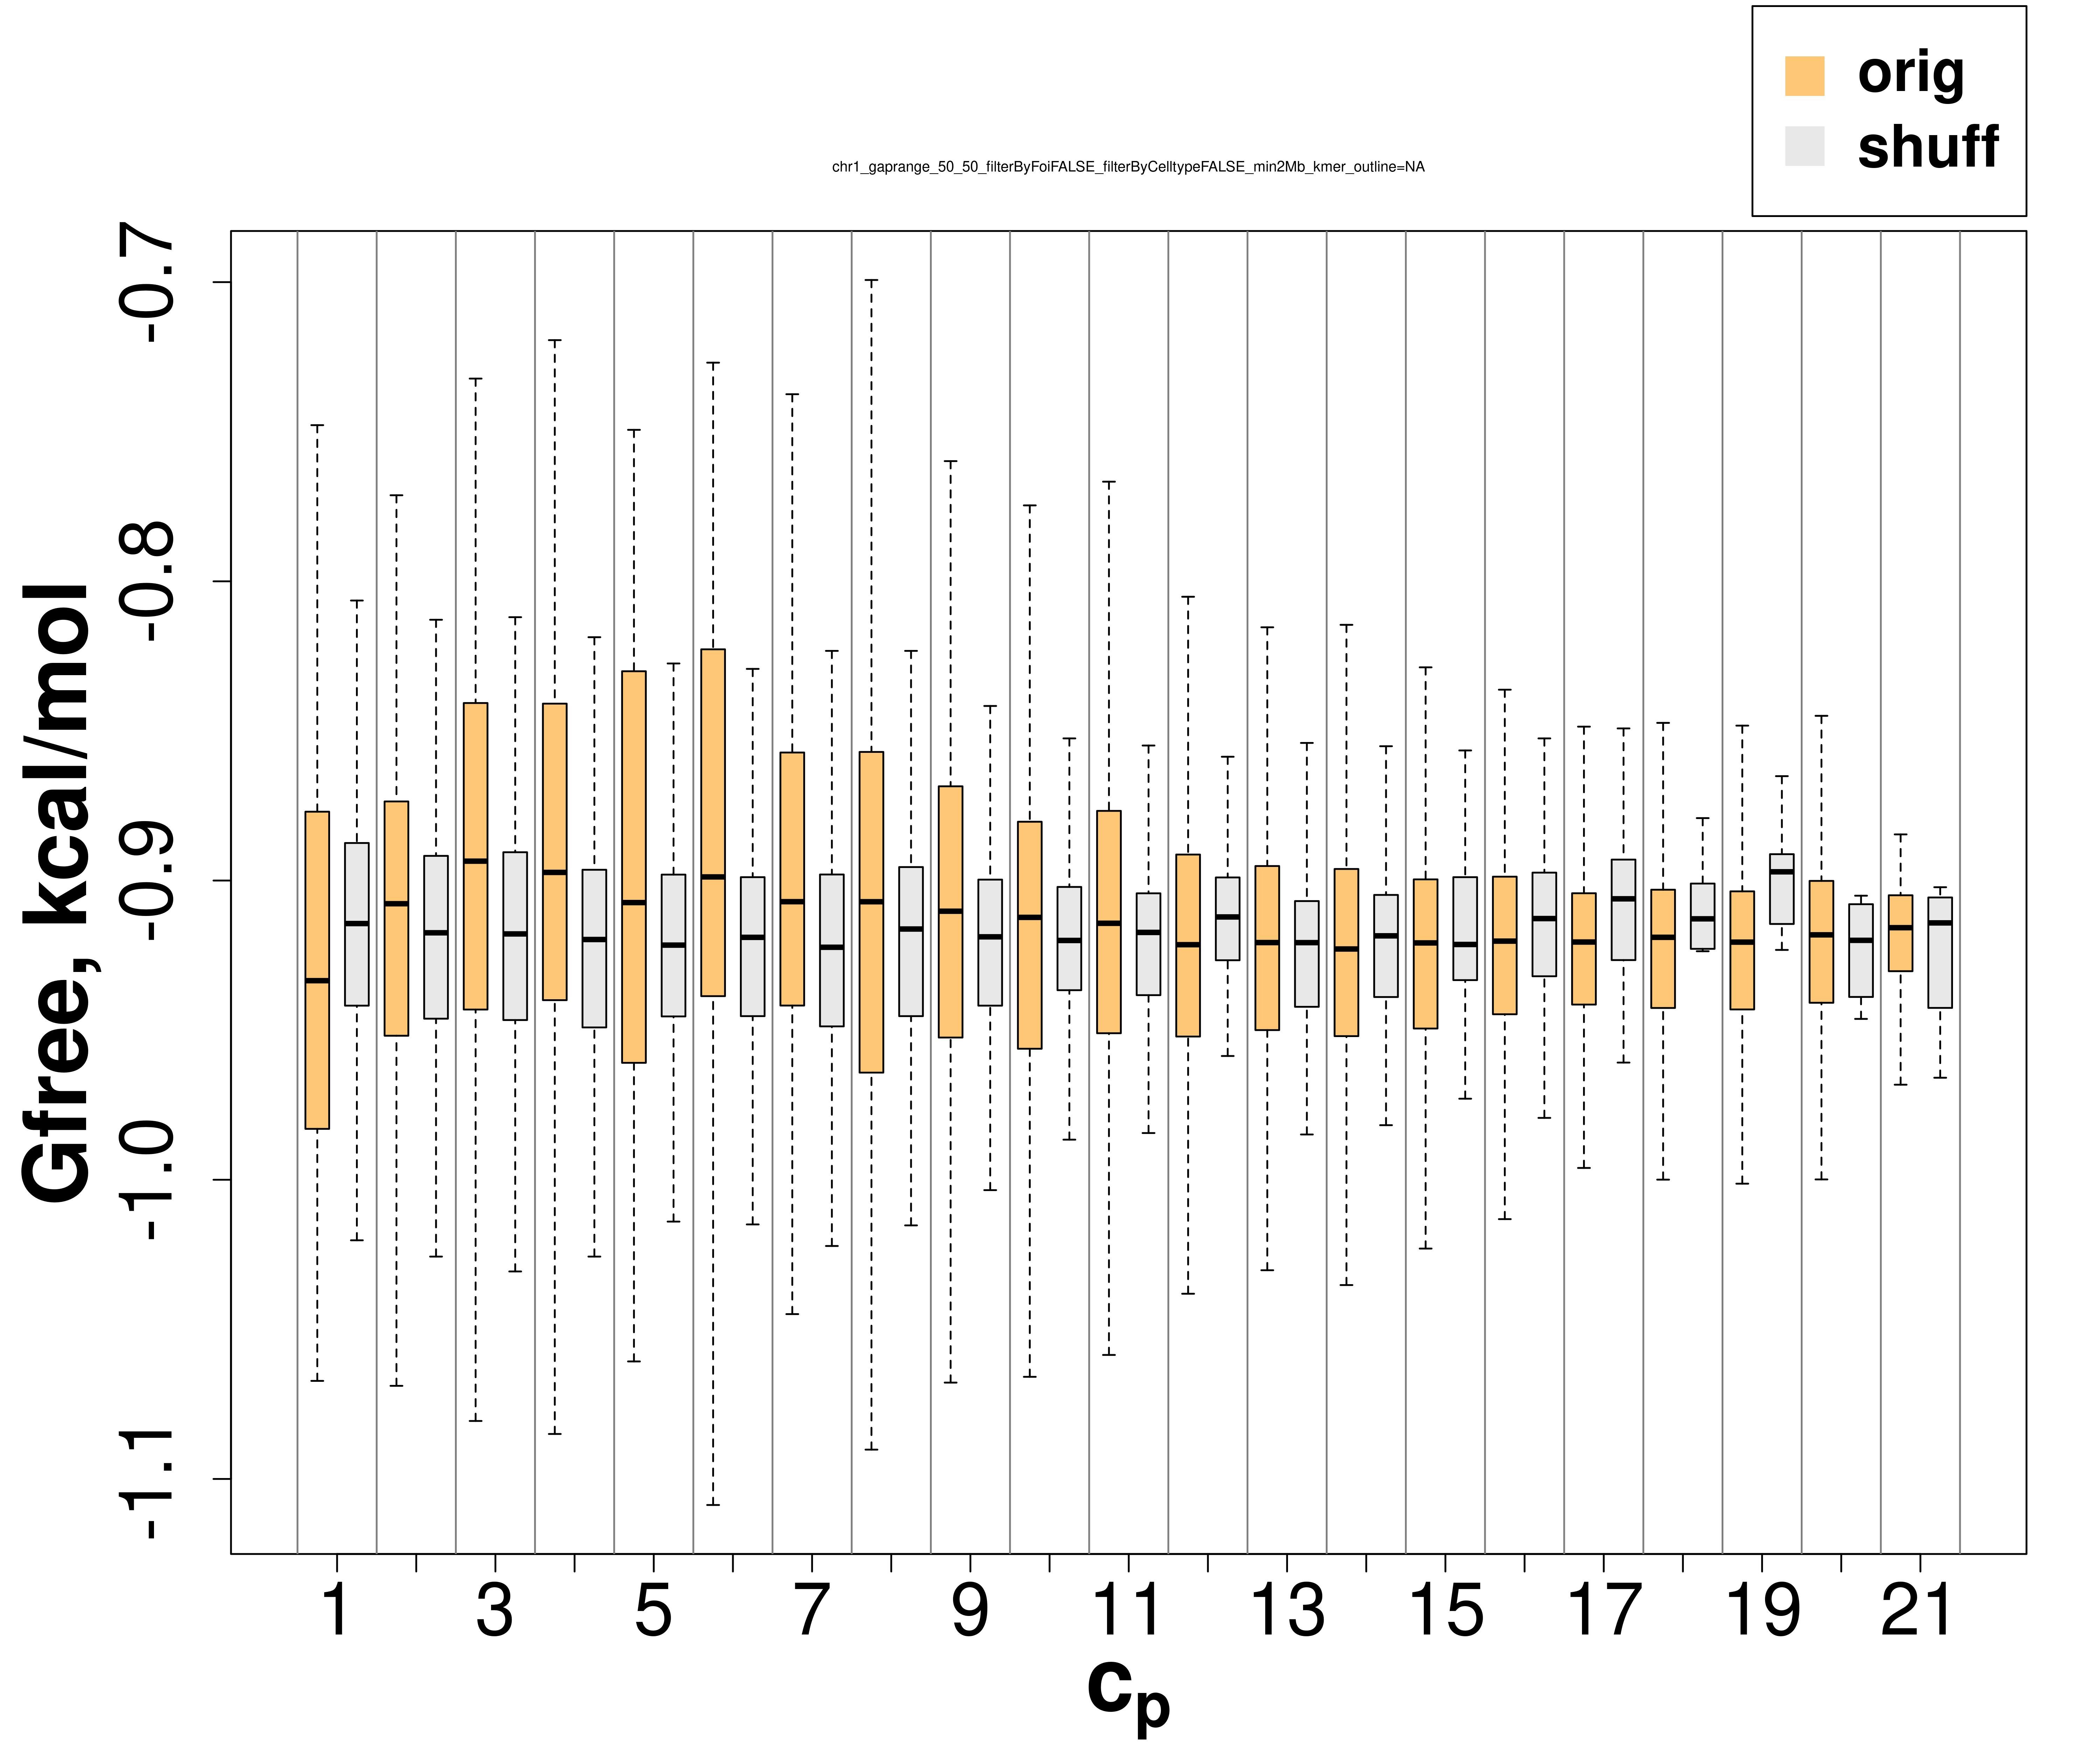 orig
shuff
chr1_gaprange_50_50_filterByFoiFALSE_filterByCelltypeFALSE_min2Mb_kmer_outline=NA
Gfree, kcal/mol
-0.7
-0.8
-0.9
-1.0
-1.1
1 3 5 7 9 11 13 15 17 19 21
cp